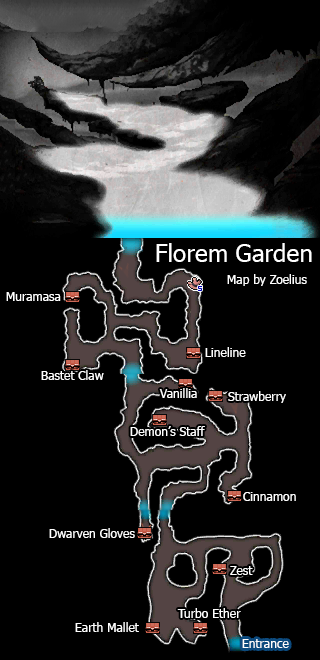 Florem Garden
Map by Zoelius
S
Muramasa
Lineline
Bastet Claw
Vanillia
Strawberry
Demon's Staff
Cinnamon
Dwarven Gloves
Zest
Turbo Ether
Earth Mallet
Entrance